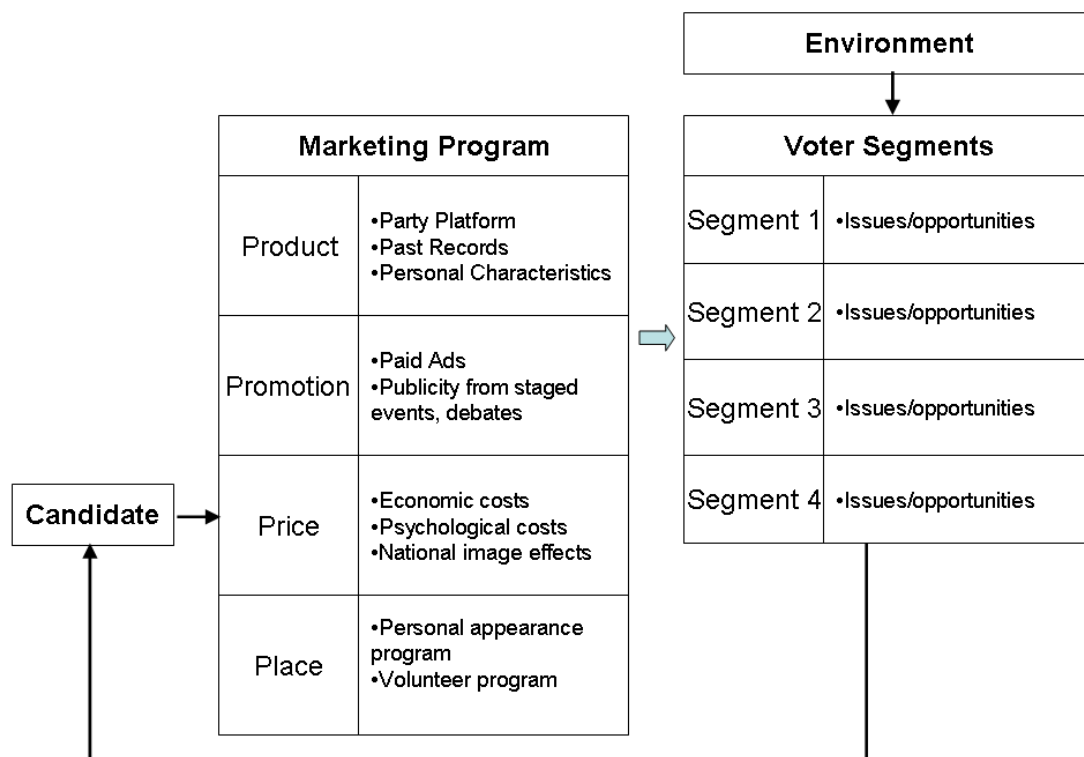 Environment
Marketing Program
Voter Segments
Product
•Party Platform
•Past Records
•Personal Characteristics
Promotion
•Paid Ads
•Publicity from staged
events, debates
Price
•Economic costs
•Psychological costs
•National image effects
Place
•Personal appearance
program
•Volunteer program
Segment 1
•Issues/opportunities
Segment 2
•Issues/opportunities
Segment 3
•Issues/opportunities
Segment 4
•Issues/opportunities
Candidate